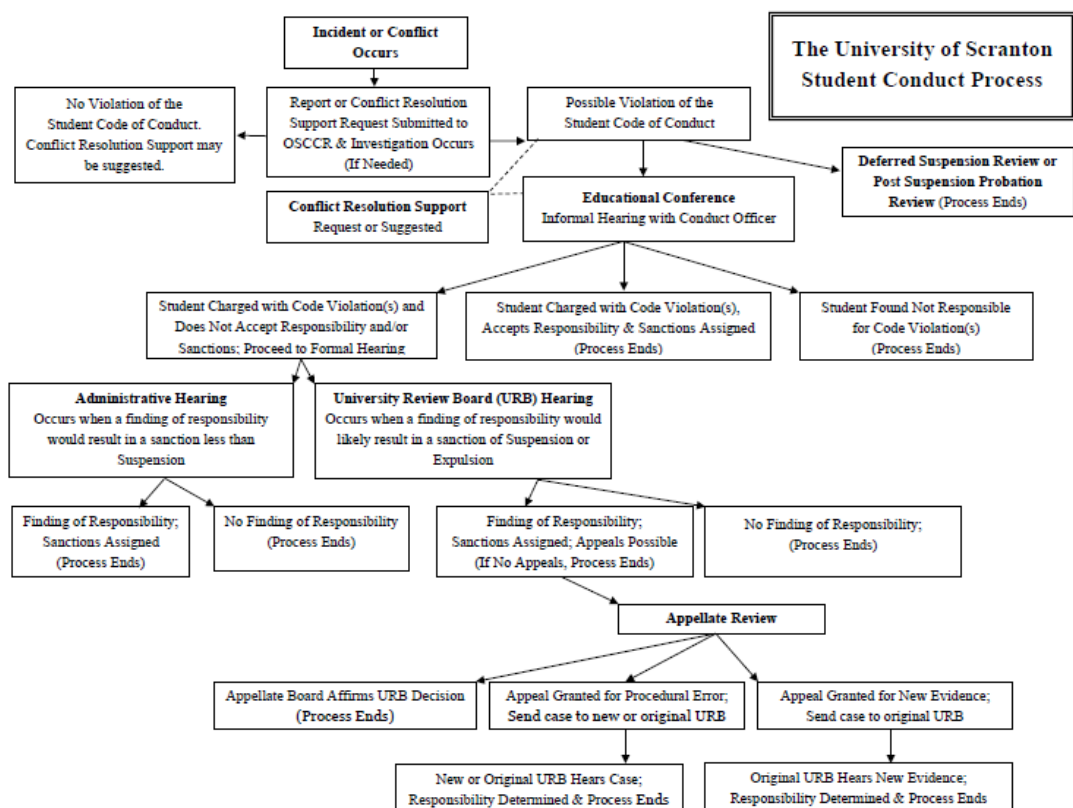 Incident or Conflict
Occurs
The University of Scranton
Student Conduct Process
No Violation of the
Student Code of Conduct.
Conflict Resolution Support may
be suggested.
Report or Conflict Resolution
Support Request Submitted to
OSCCR & Investigation Occurs
(If Needed)
Possible Violation of the
Student Code of Conduct
Deferred Suspension Review or
Post Suspension Probation
Review (Process Ends)
Conflict Resolution Support
Request or Suggested
Educational Conference
Informal Hearing with Conduct Officer
Student Charged with Code Violation(s) and
Does Not Accept Responsibility and/or
Sanctions; Proceed to Formal Hearing
Student Charged with Code Violation(s),
Accepts Responsibility & Sanctions Assigned
(Process Ends)
Student Found Not Responsible
for Code Violation(s)
(Process Ends)
Administrative Hearing
Occurs when a finding of responsibility
would result in a sanction less than
Suspension
University Review Board (URB) Hearing
Occurs when a finding of responsibility would
likely result in a sanction of Suspension or
Expulsion
Finding of Responsibility;
Sanctions Assigned
(Process Ends)
No Finding of Responsibility
(Process Ends)
Finding of Responsibility;
Sanctions Assigned; Appeals Possible
(If No Appeals, Process Ends)
No Finding of Responsibility;
(Process Ends)
Appellate Review
Appellate Board Affirms URB Decision
(Process Ends)
Appeal Granted for Procedural Error;
Send case to new or original URB
Appeal Granted for New Evidence;
Send case to original URB
New or Original URB Hears Case;
Responsibility Determined & Process Ends
Original URB Hears New Evidence;
Responsibility Determined & Process Ends